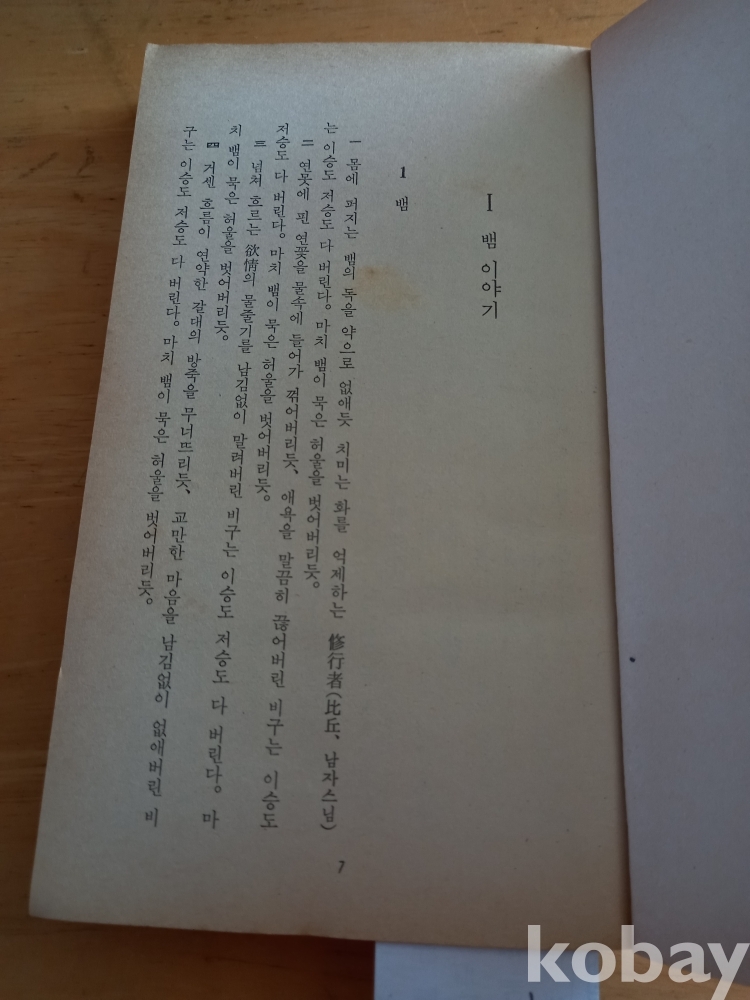 Ⅰ 뱀 이야기
1 뱀
一 몸에 퍼지는 뱀의 독을 약으로 없애듯 치미는 화를 억제하는 修行者(比丘、남자스님)
는 이승도 저승도 다 버린다。마치 뱀이 묵은 허울을 벗어버리듯。
二 연못에 핀 연꽃을 물속에 들어가 꺾어버리듯、애욕을 말끔히 끊어버린 비구는 이승도
저승도 다 버린다。마치 뱀이 묵은 허울을 벗어버리듯。
三 넘쳐 흐르는 欲情의 물줄기를 남김없이 말려버린 비구는 이승도 저승도 다 버린다。마
치 뱀이 묵은 허울을 벗어버리듯。
四 거센 흐름이 연약한 갈대의 방죽을 무너뜨리듯、교만한 마음을 남김없이 없애버린 비
구는 이승도 저승도 다 버린다。마치 뱀이 묵은 허울을 벗어버리듯。
7
kobay